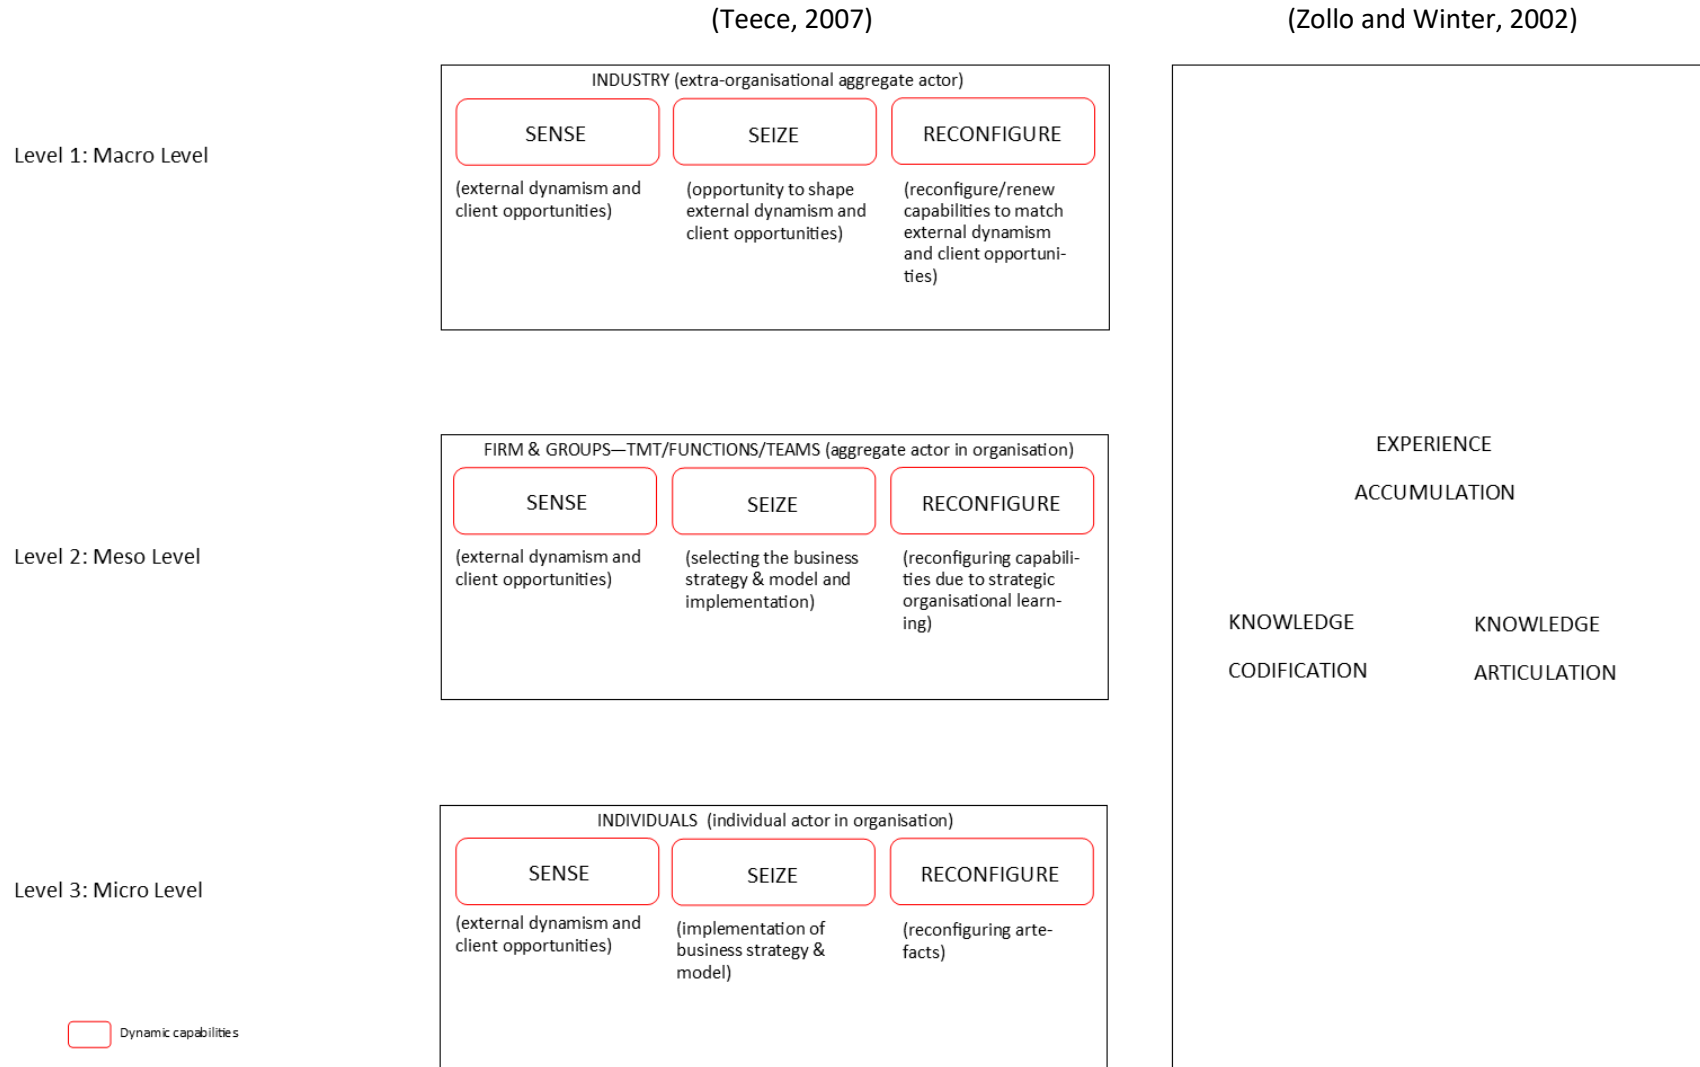 (Teece, 2007)
(Zollo and Winter, 2002)
Level 1: Macro Level
INDUSTRY (extra-organisational aggregate actor)
SENSE
SEIZE
RECONFIGURE
(external dynamism and
client opportunities)
(opportunity to shape
external dynamism and
client opportunities)
(reconfigure/renew
capabilities to match
external dynamism
and client opportuni-
ties)
Level 2: Meso Level
FIRM & GROUPS—TMT/FUNCTIONS/TEAMS (aggregate actor in organisation)
SENSE
SEIZE
RECONFIGURE
(external dynamism and
client opportunities)
(selecting the business
strategy & model and
implementation)
(reconfiguring capabili-
ties due to strategic
organisational learn-
ing)
Level 3: Micro Level
INDIVIDUALS (individual actor in organisation)
SENSE
SEIZE
RECONFIGURE
(external dynamism and
client opportunities)
(implementation of
business strategy &
model)
(reconfiguring arte-
facts)
EXPERIENCE
ACCUMULATION
KNOWLEDGE
CODIFICATION
KNOWLEDGE
ARTICULATION
Dynamic capabilities